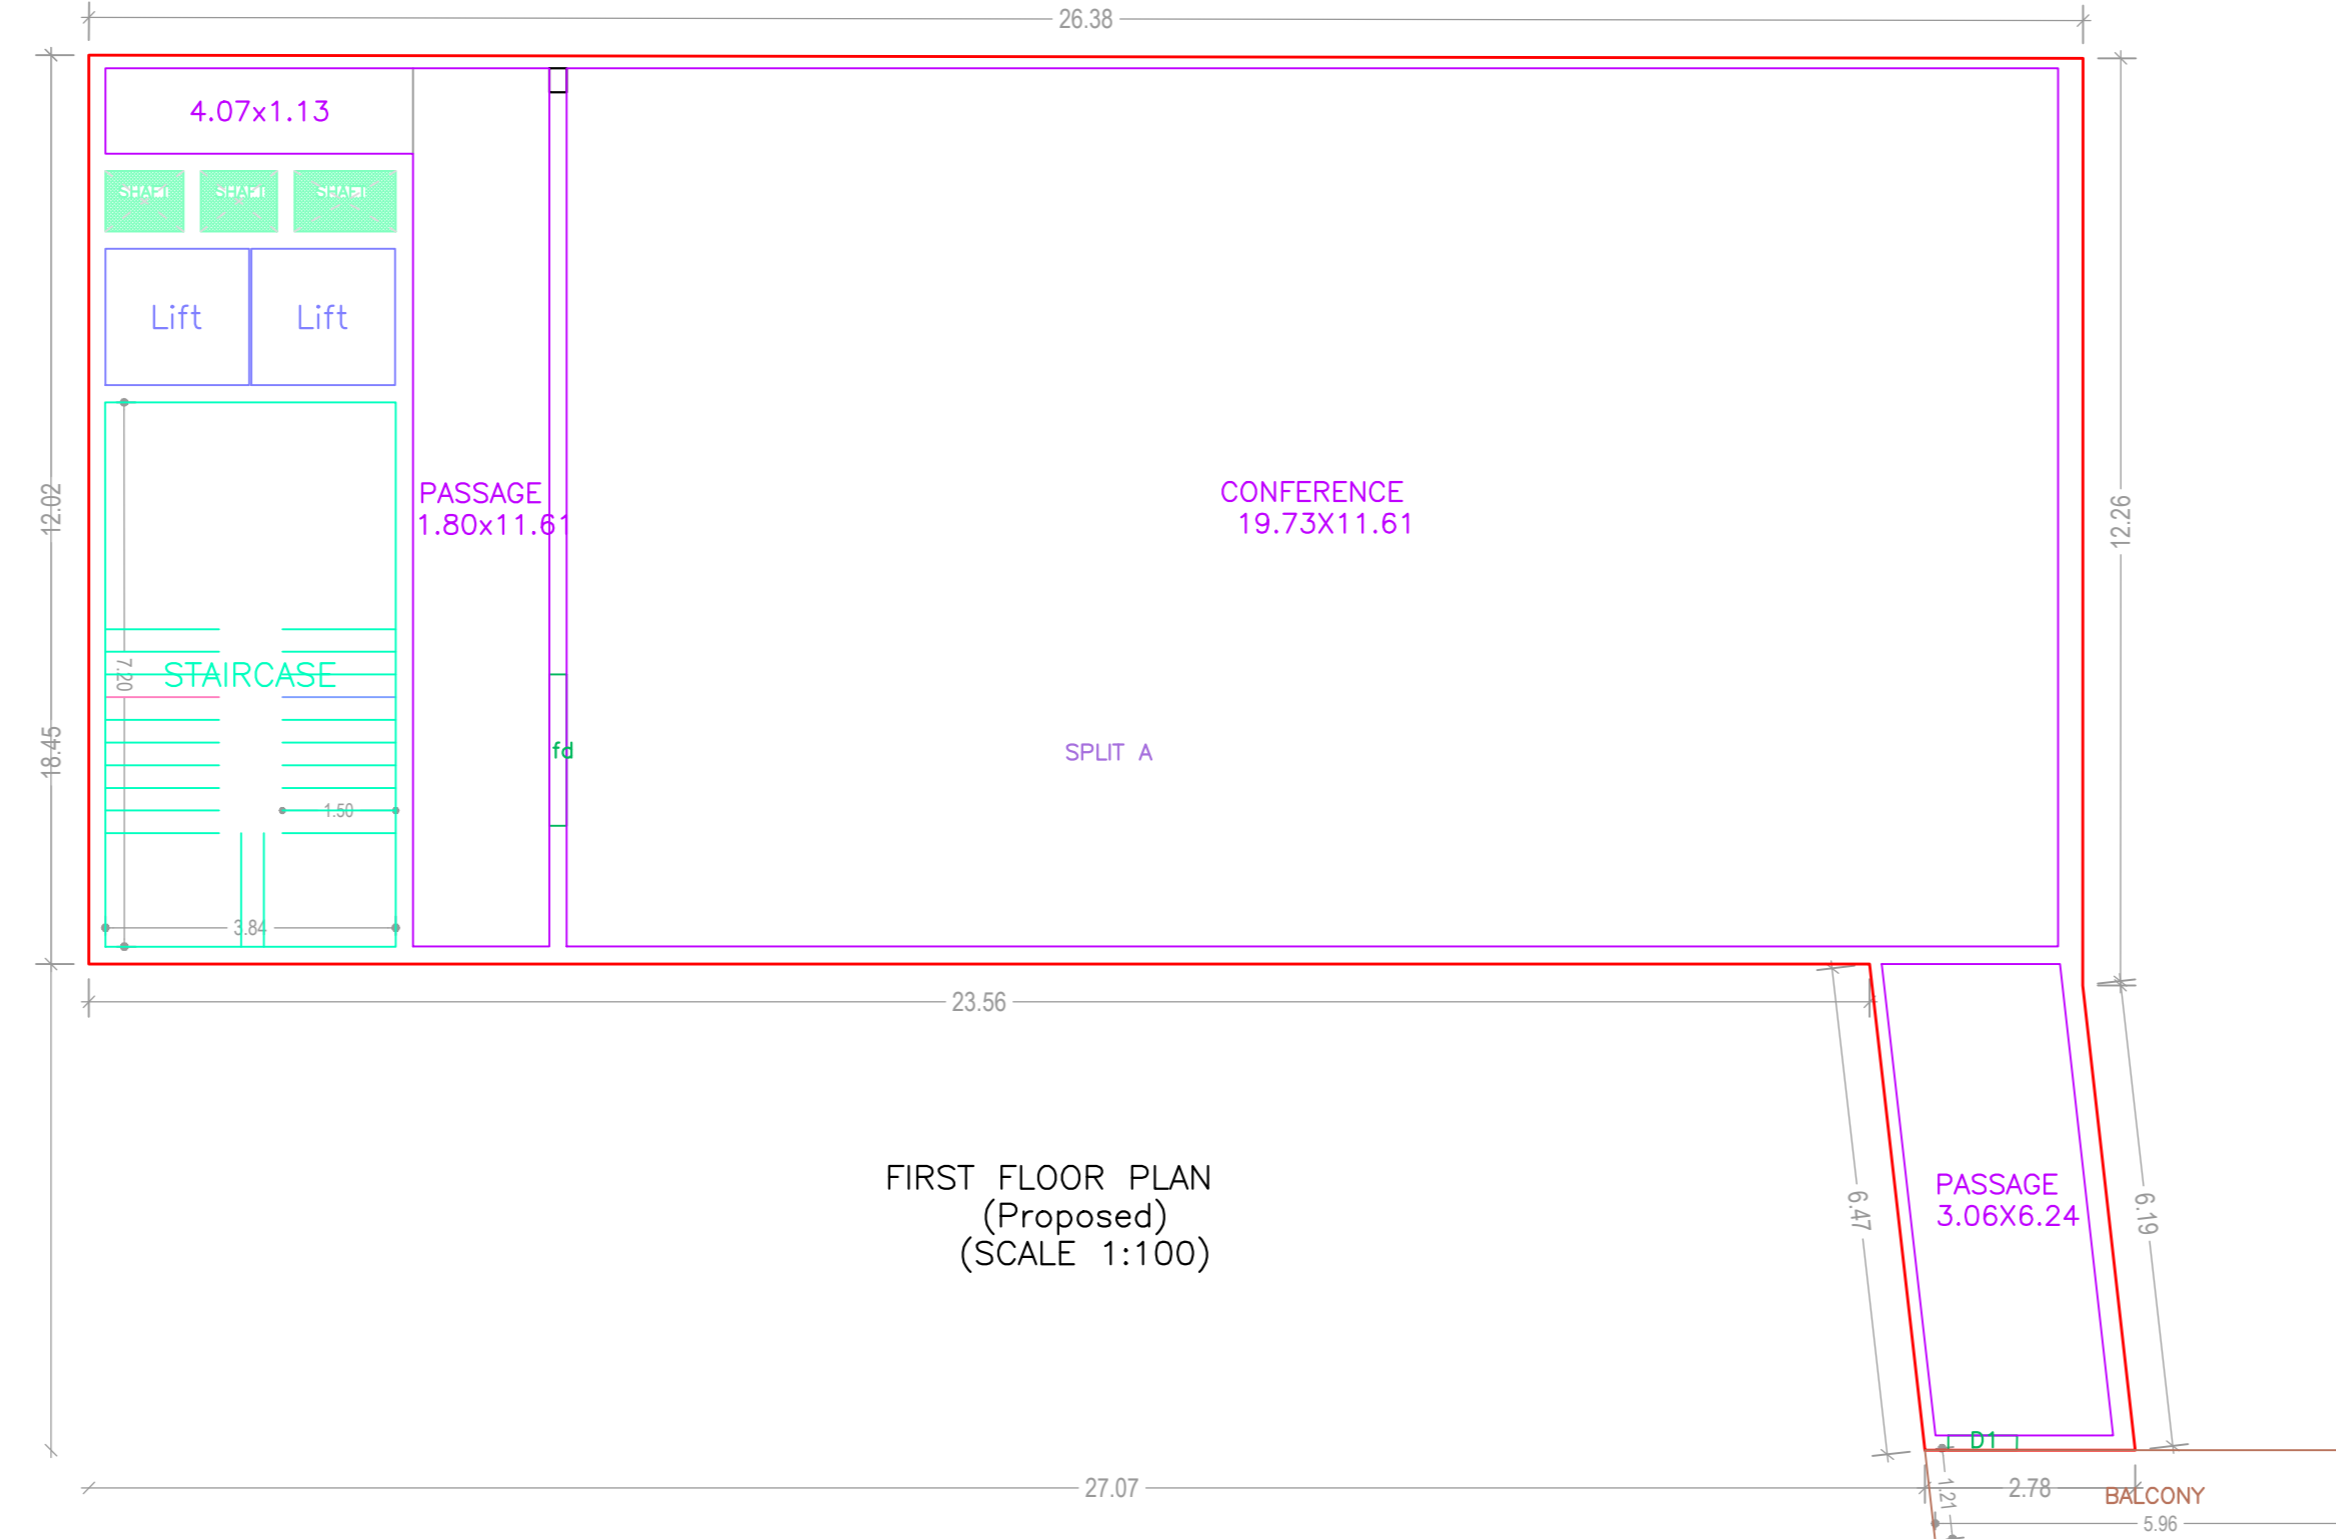 26.38
4.07x1.13
SHAFT SHAFT SHAFT
Lift Lift
12.02
PASSAGE
1.80x11.61
CONFERENCE
19.73X11.61
12.26
7.20
STAIRCASE
18.45
fd
SPLIT A
1.50
3.84
23.56
FIRST FLOOR PLAN
(Proposed)
(SCALE 1:100)
6.47
PASSAGE
3.06X6.24
6.19
D1
27.07
1.21
2.78
BALCONY
5.96